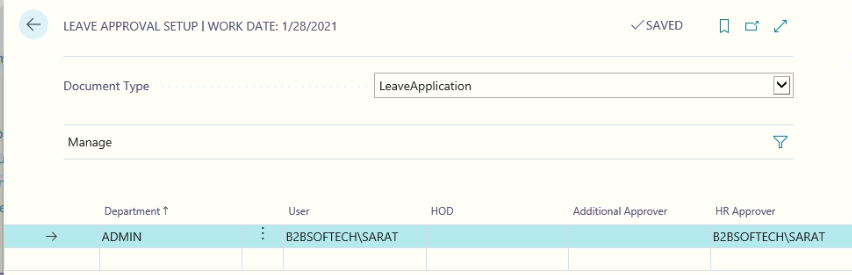 LEAVE APPROVAL SETUP | WORK DATE: 1/28/2021
✓SAVED
Document Type
LeaveApplication
Manage
Department↑ User HOD Additional Approver HR Approver
ADMIN B2BSOFTECH\SARAT B2BSOFTECH\SARAT